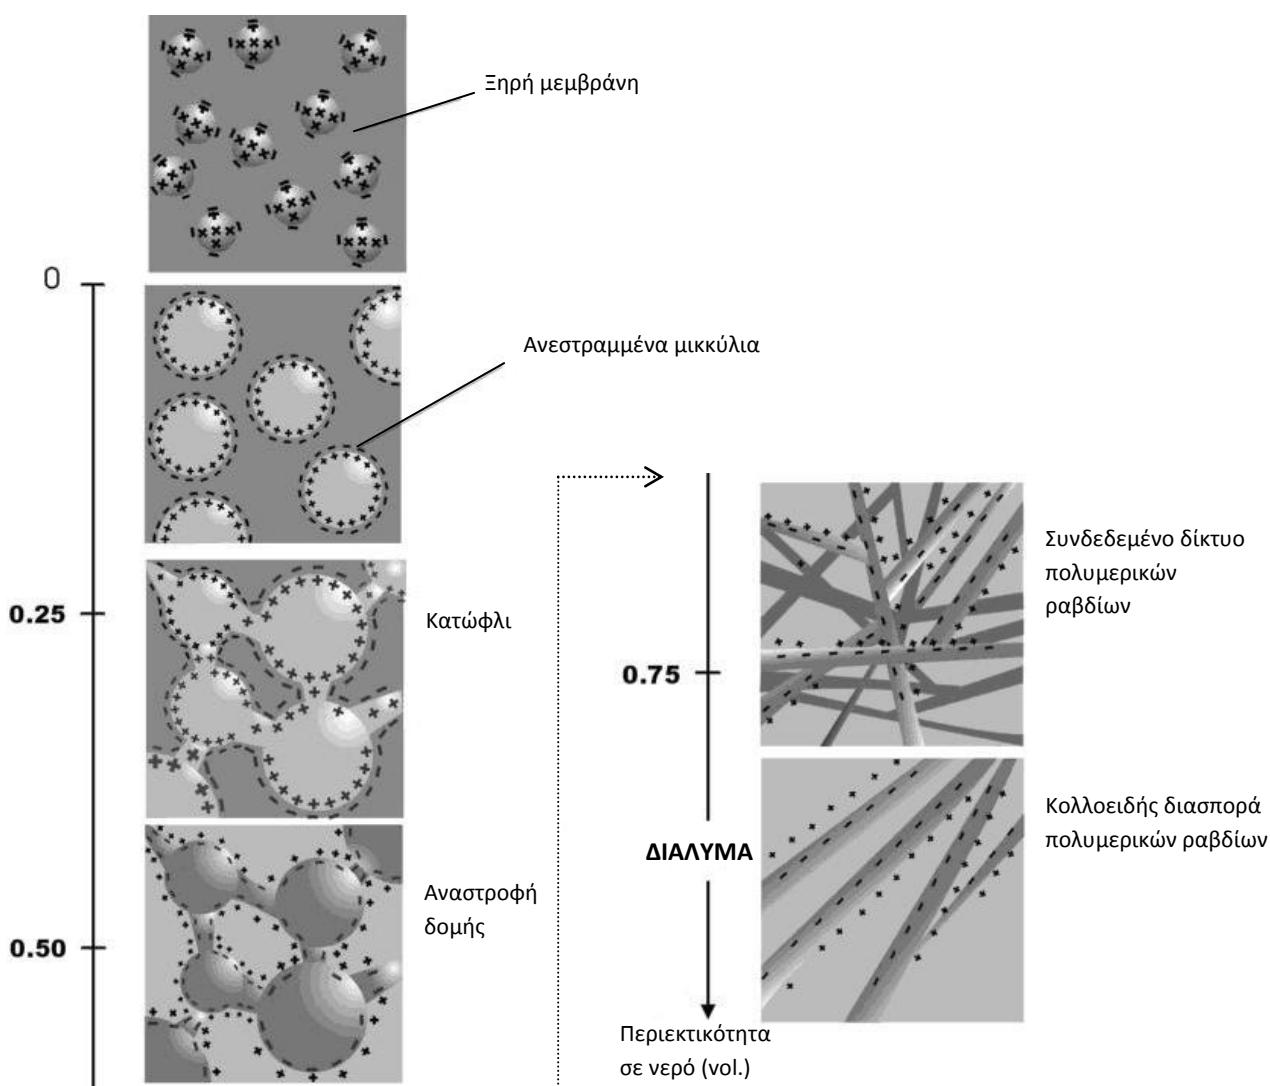 Ξηρή μεμβράνη
0
Ανεστραμμένα μικκύλια
0.25
Κατώφλι
Αναστροφή
δομής
0.50
Συνδεδεμένο δίκτυο
πολυμερικών
ραβδίων
0.75
Κολλοειδής διασπορά
πολυμερικών ραβδίων
ΔΙΑΛΥΜΑ
Περιεκτικότητα
σε νερό (vol.)